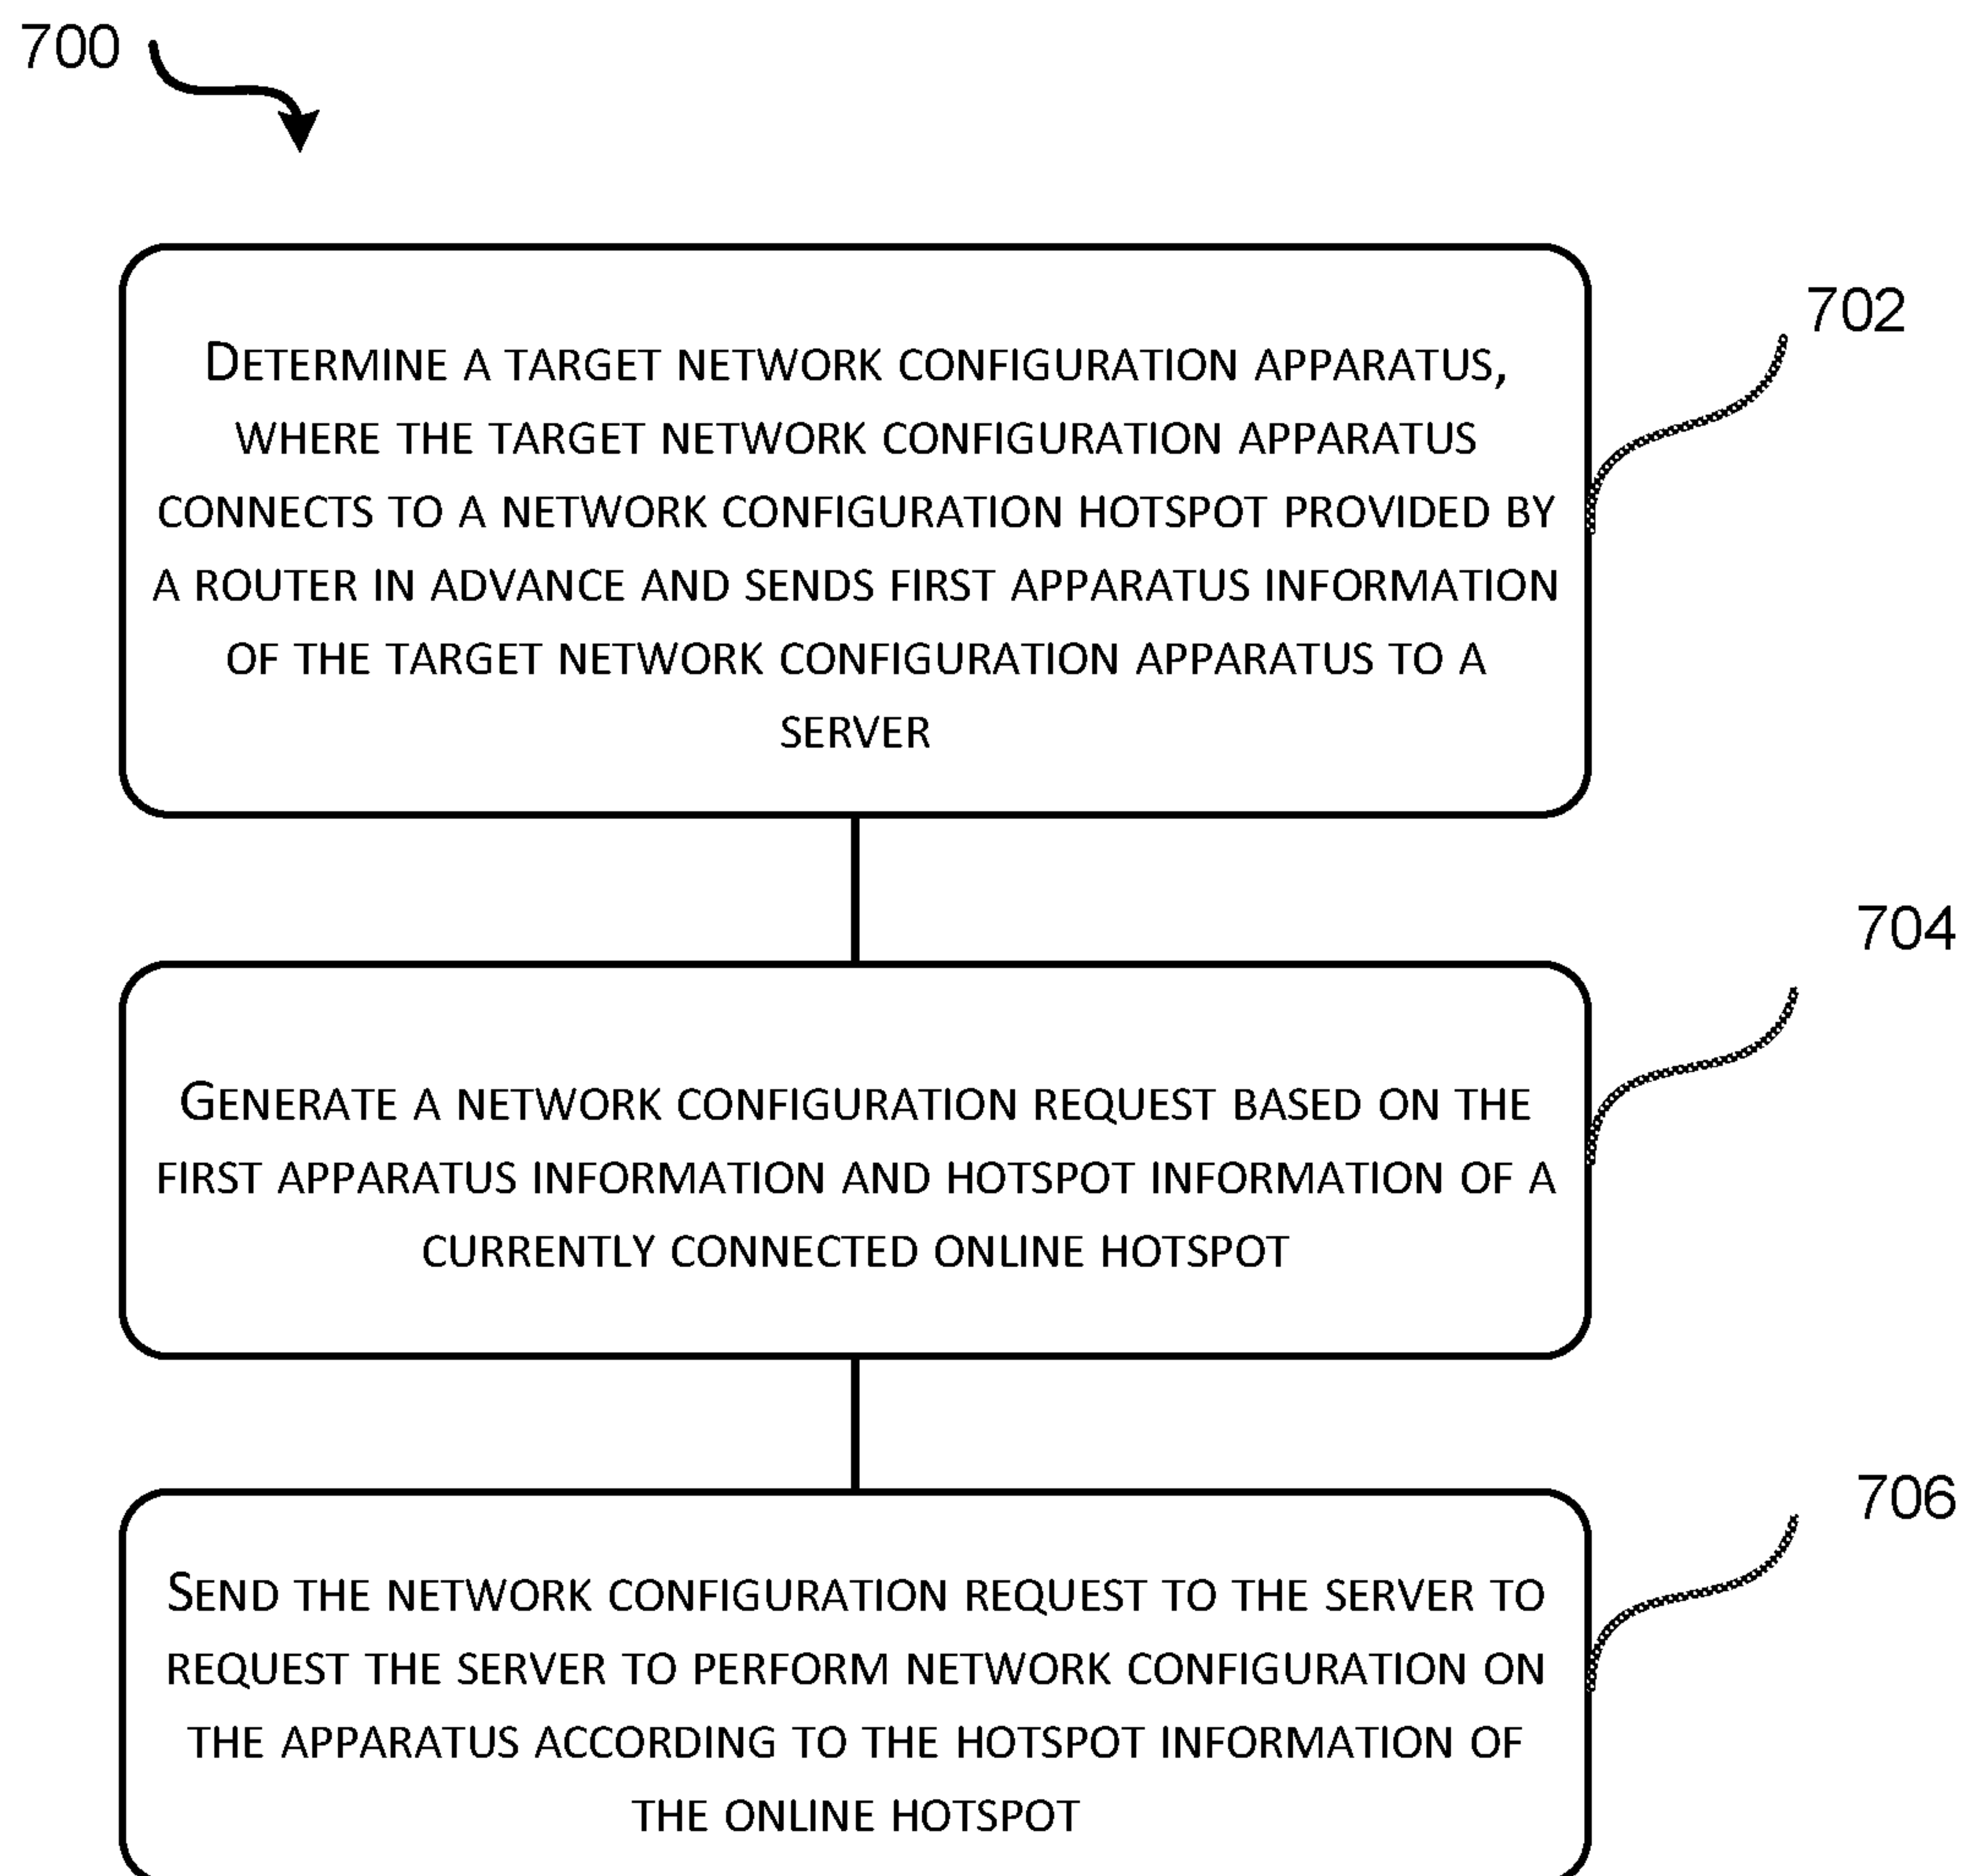 700
702
DETERMINE A TARGET NETWORK CONFIGURATION APPARATUS,
WHERE THE TARGET NETWORK CONFIGURATION APPARATUS
CONNECTS TO A NETWORK CONFIGURATION HOTSPOT PROVIDED BY
A ROUTER IN ADVANCE AND SENDS FIRST APPARATUS INFORMATION
OF THE TARGET NETWORK CONFIGURATION APPARATUS TO A
SERVER
704
GENERATE A NETWORK CONFIGURATION REQUEST BASED ON THE
FIRST APPARATUS INFORMATION AND HOTSPOT INFORMATION OF A
CURRENTLY CONNECTED ONLINE HOTSPOT
706
SEND THE NETWORK CONFIGURATION REQUEST TO THE SERVER TO
REQUEST THE SERVER TO PERFORM NETWORK CONFIGURATION ON
THE APPARATUS ACCORDING TO THE HOTSPOT INFORMATION OF
THE ONLINE HOTSPOT